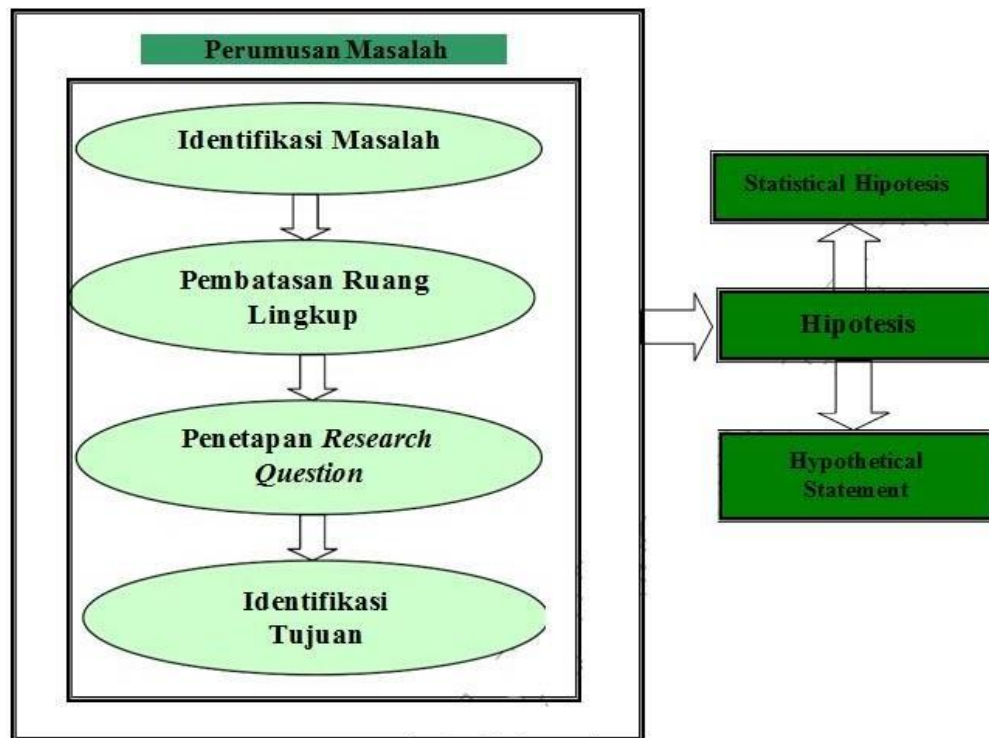 Perumusan Masalah
Identifikasi Masalah
Pembatasan Ruang
Lingkup
Penetapan Research
Question
Identifikasi
Tujuan
Statistical Hipotesis
Hipotesis
Hypothetical
Statement